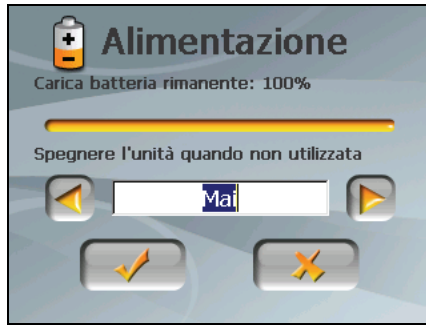 Alimentazione
Carica batteria rimanente: 100%
Spegnere l'unità quando non utilizzata
Mai